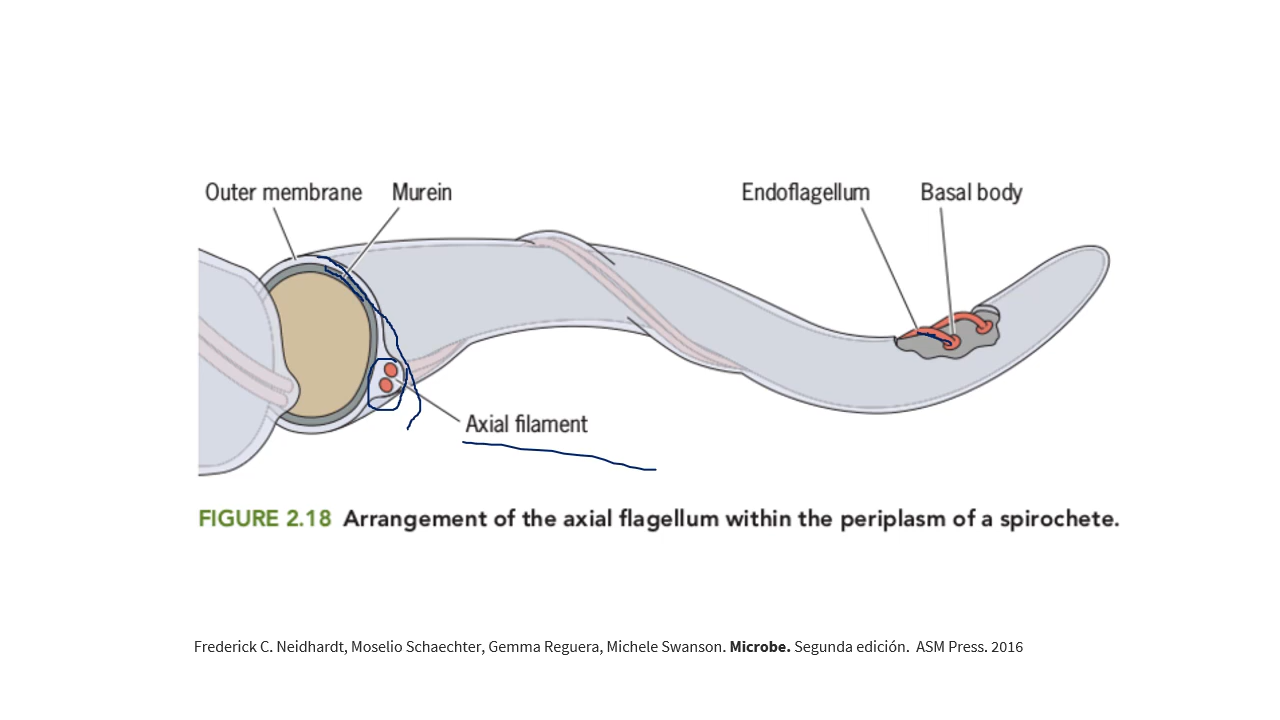 Outer membrane Murein Endoflagellum Basal body
Axial filament
FIGURE 2.18 Arrangement of the axial flagellum within the periplasm of a spirochete.
Frederick C. Neidhardt, Moselio Schaechter, Gemma Reguera, Michele Swanson. Microbe. Segunda edición. ASM Press. 2016